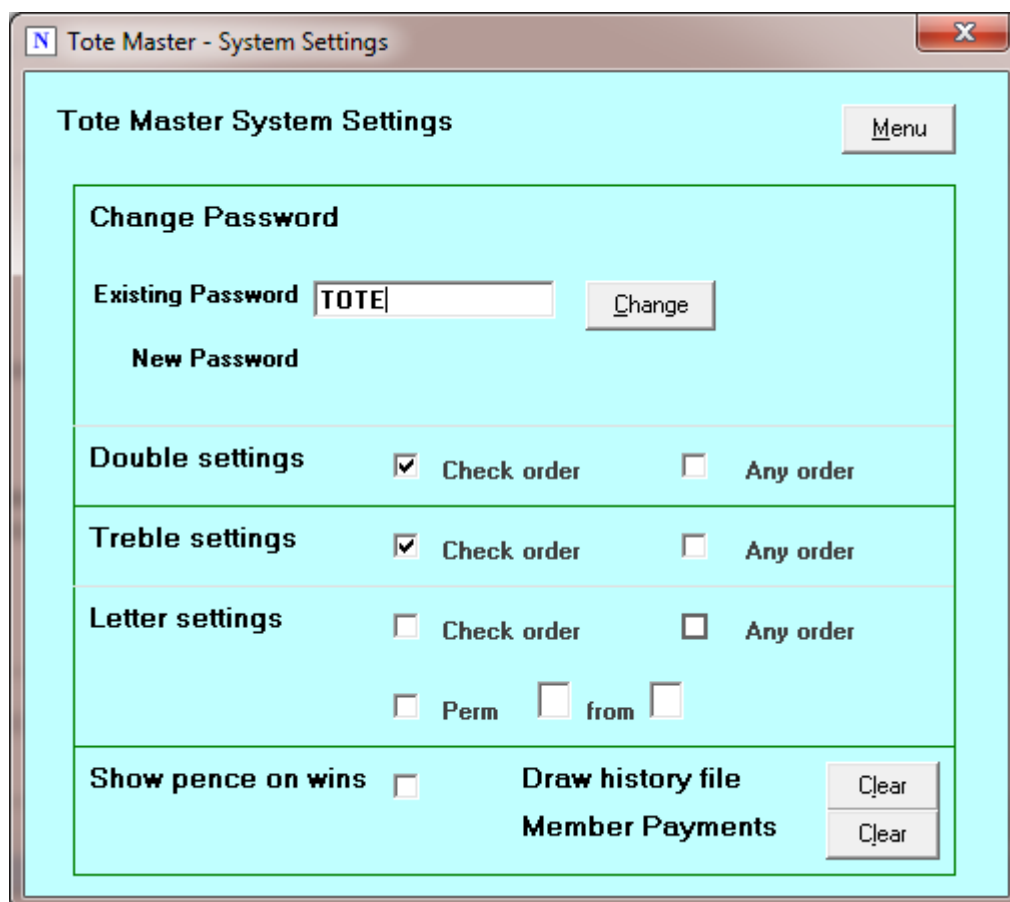 N Tote Master - System Settings
Tote Master System Settings
Menu
Change Password
Existing Password TOTE Change
New Password
Double settings Check order Any order
Treble settings Check order Any order
Letter settings Check order Any order
Perm from
Show pence on wins Draw history file Clear
Member Payments Clear